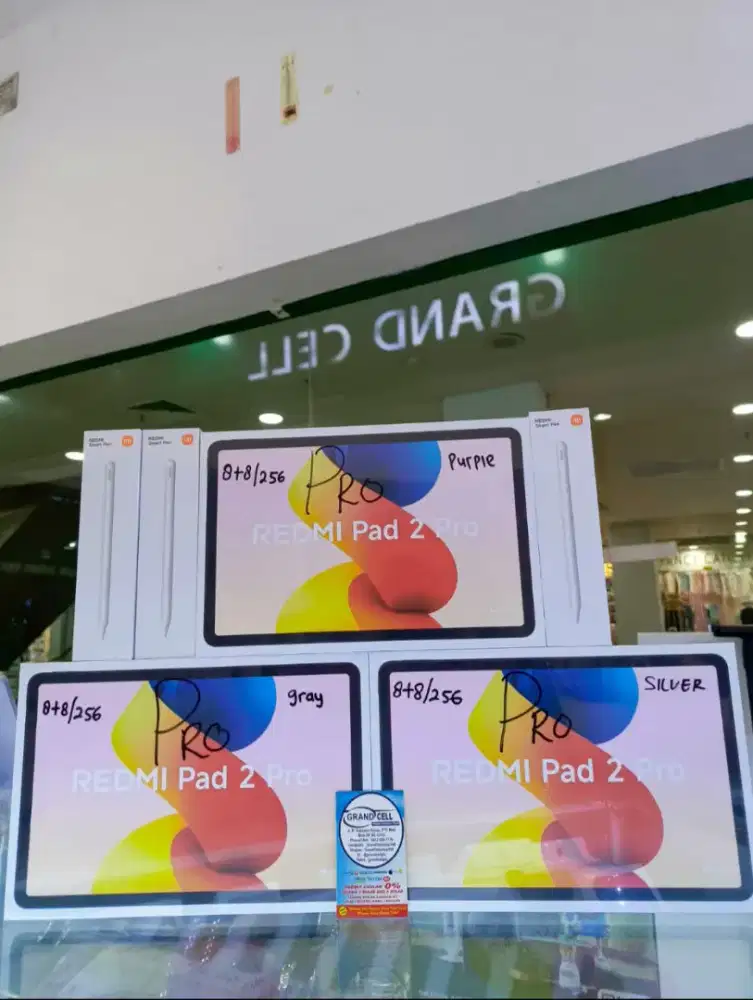 GRAND CELL
REDMI
Smart Pen
REDMI
Smart Pen
8+8/256
PRO
Purple
REDMI Pad 2 Pro
REDMI
Smart Pen
8+8/256
PRO
gray
REDMI Pad 2 Pro
8+8/256
PRO
SILVER
REDMI Pad 2 Pro
GRAND CELL
0%